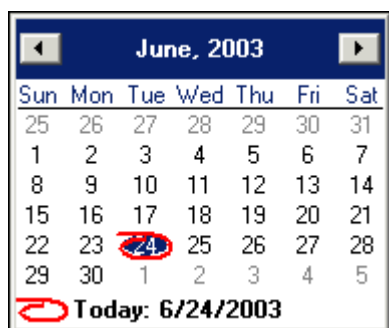 June, 2003
Sun Mon Tue Wed Thu Fri Sat
25 26 27 28 29 30 31
1 2 3 4 5 6 7
8 9 10 11 12 13 14
15 16 17 18 19 20 21
22 23 24 25 26 27 28
29 30 1 2 3 4 5
Today: 6/24/2003